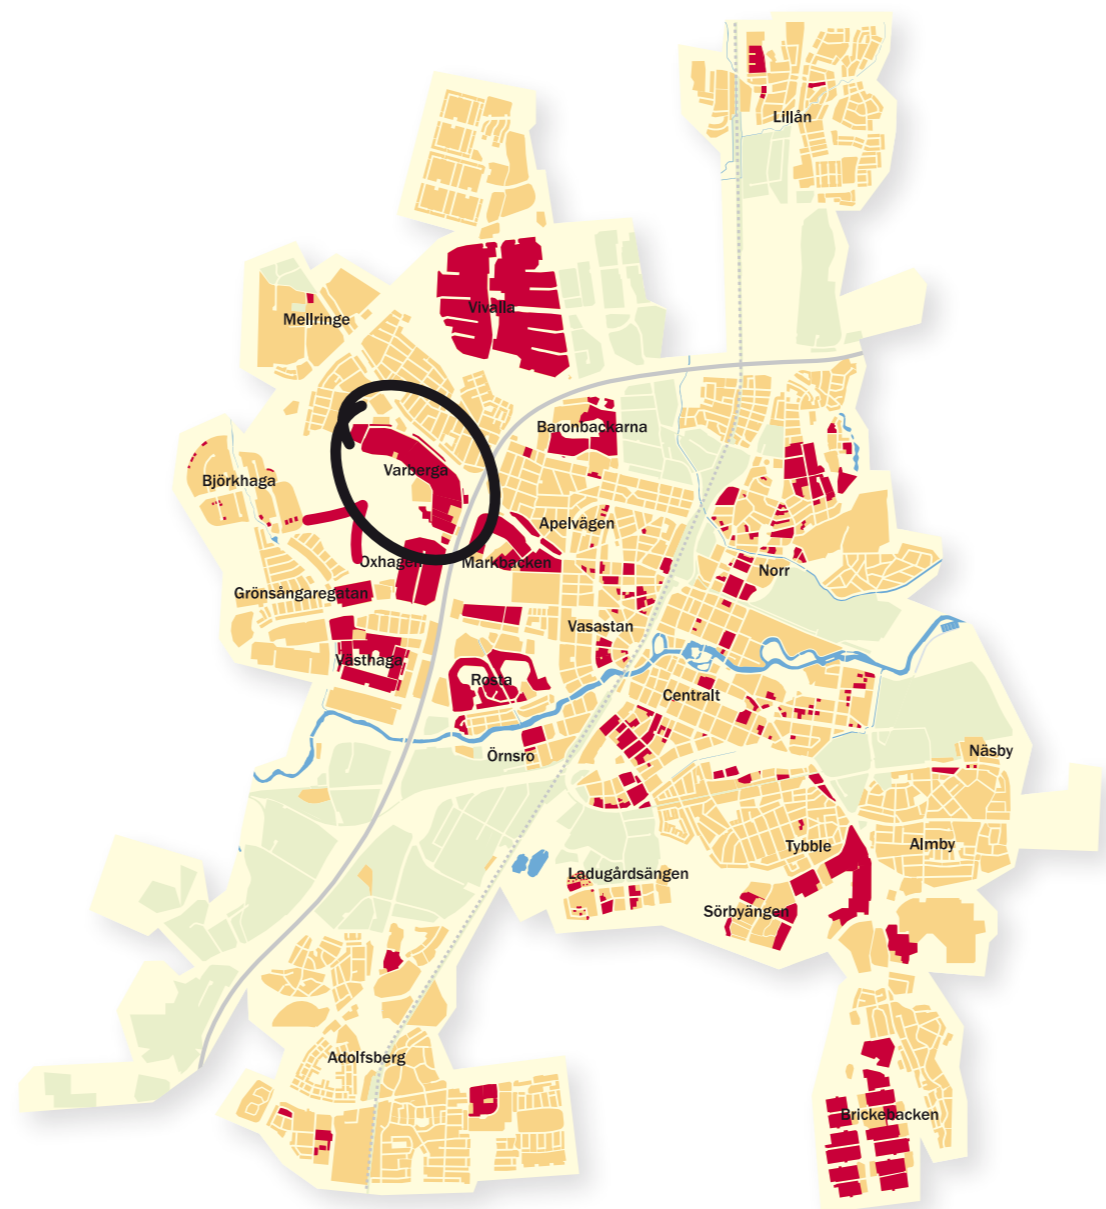 Lillån
Vivalla
Mellringe
Baronbackarna
Varberga
Björkhaga
Apelvägen
Oxhagen
Markbacken
Norr
Grönsångaregatan
Vasastan
Västhaga
Rosta
Centralt
Örnsro
Näsby
Tybble
Almby
Ladugårdsängen
Sörbyängen
Adolfsberg
Brickebacken